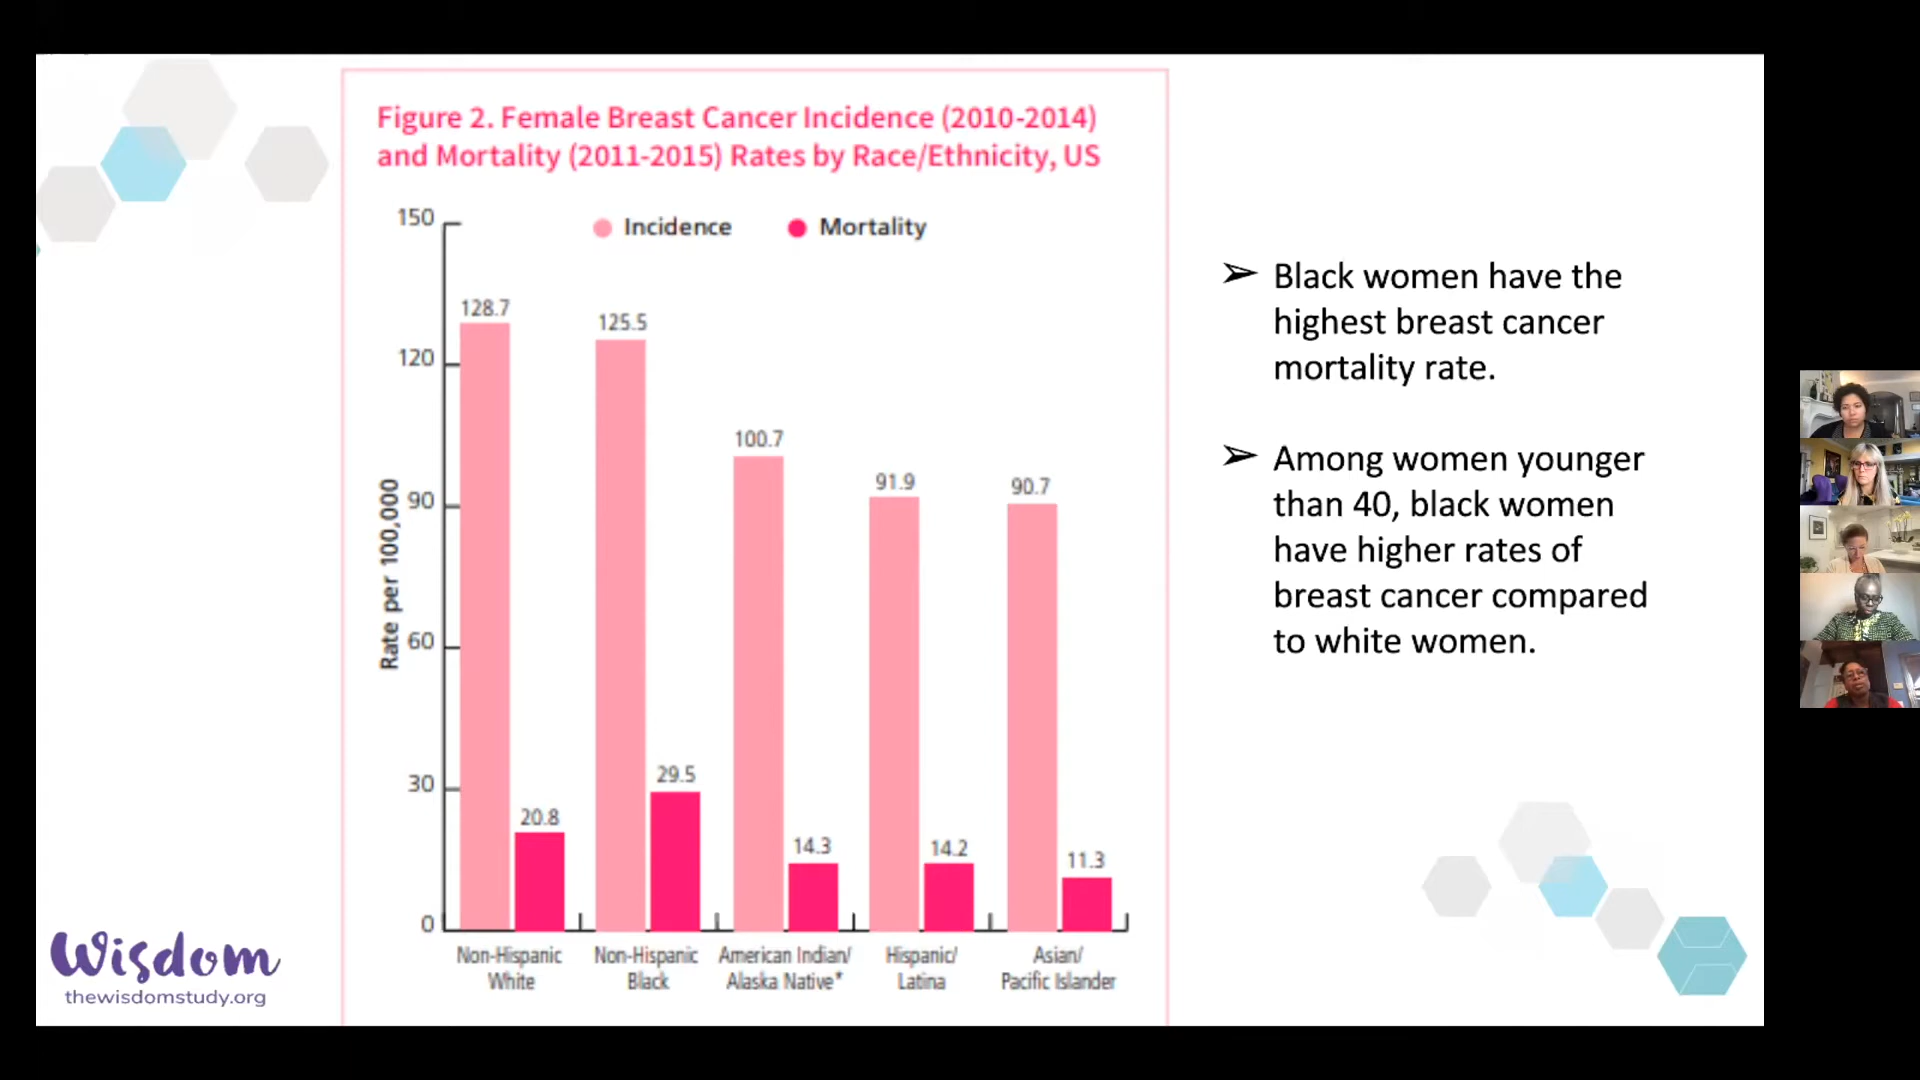 Figure 2. Female Breast Cancer Incidence (2010-2014)
and Mortality (2011-2015) Rates by Race/Ethnicity, US
Incidence
Mortality
Rate per 100,000
150
120
90
60
30
0
128.7
20.8
125.5
29.5
100.7
14.3
91.9
14.2
90.7
11.3
Non-Hispanic
White
Non-Hispanic
Black
American Indian/
Alaska Native*
Hispanic/
Latina
Asian/
Pacific Islander
➢ Black women have the
highest breast cancer
mortality rate.
➢ Among women younger
than 40, black women
have higher rates of
breast cancer compared
to white women.
Wisdom
thewisdomstudy.org